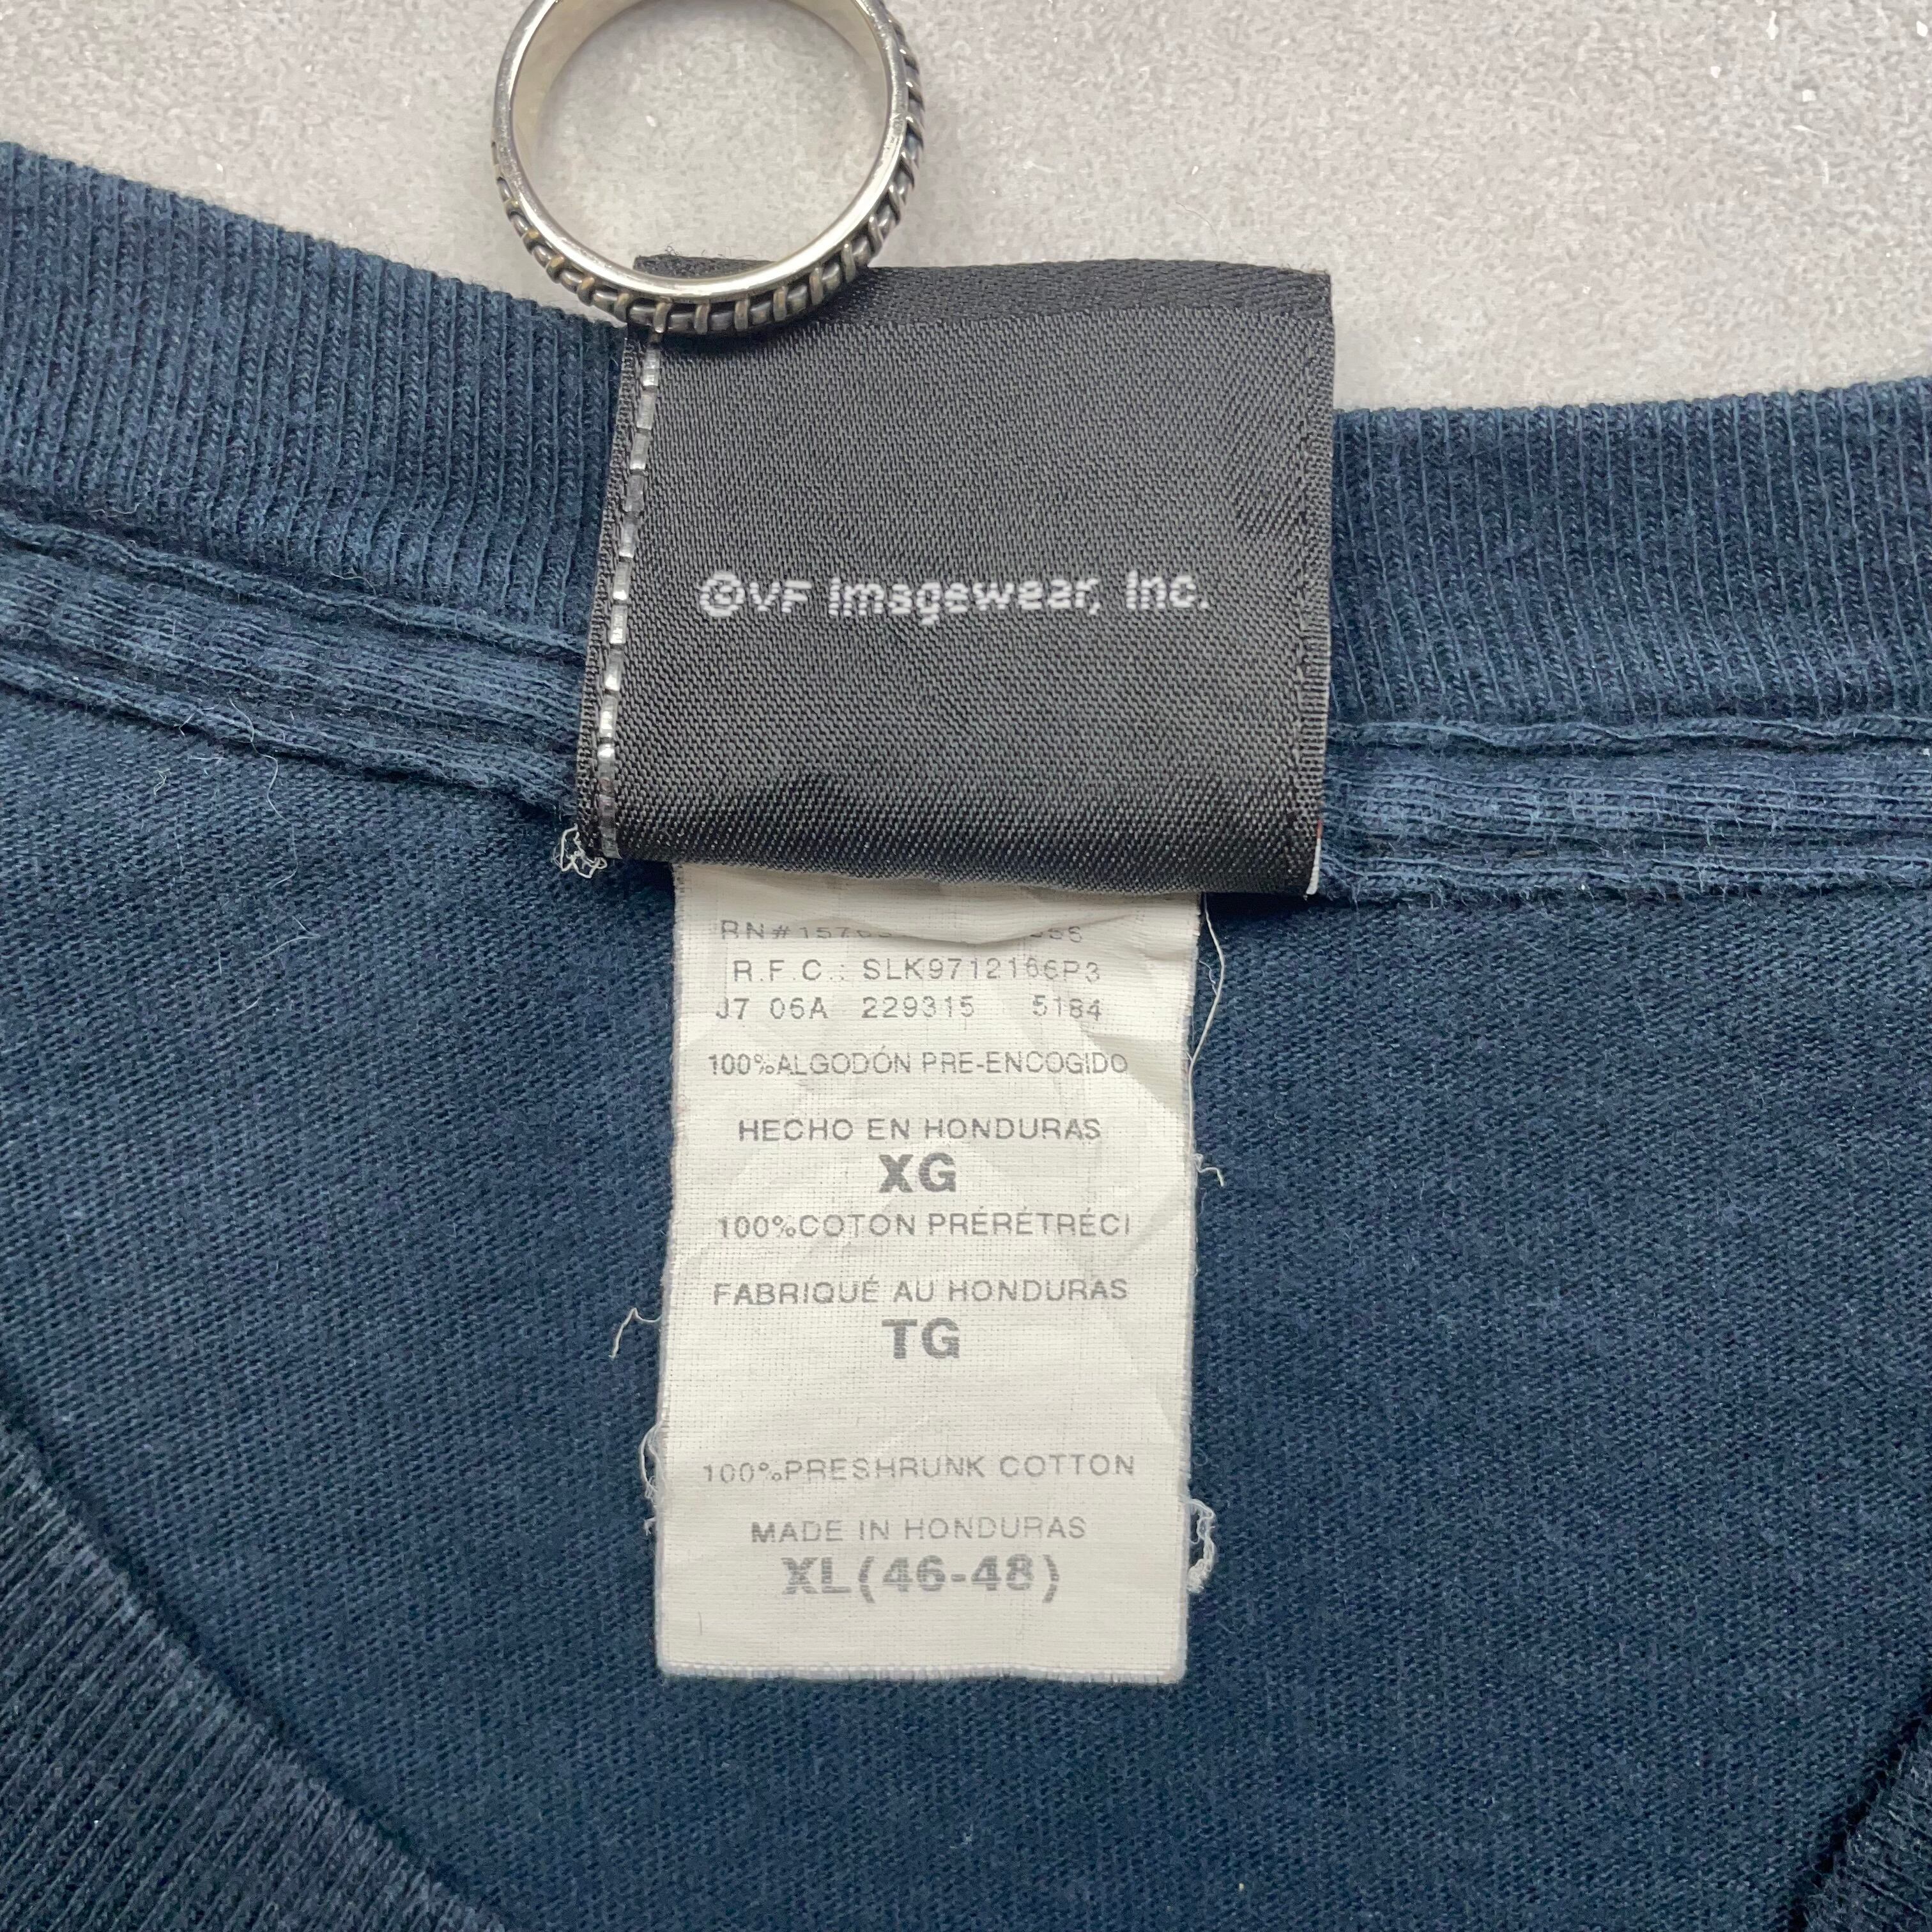 ©VF Imagewear, Inc.
RN#
R.F.C.: SLK9712166P3
J7 06A 229315 5184
100%ALGODÓN PRE-ENCOGIDO
HECHO EN HONDURAS
XG
100%COTON PRÉRÉTRÉCI
FABRIQUÉ AU HONDURAS
TG
100%PRESHRUNK COTTON
MADE IN HONDURAS
XL(46-48)